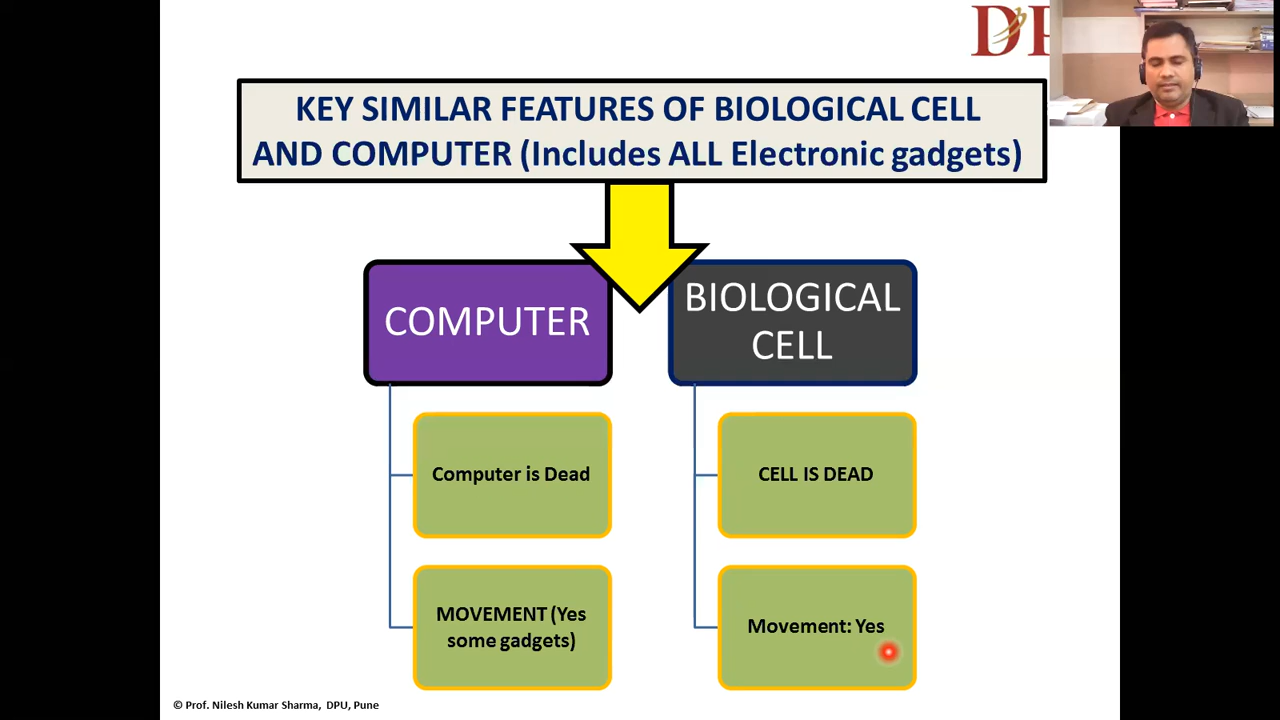 KEY SIMILAR FEATURES OF BIOLOGICAL CELL
AND COMPUTER (Includes ALL Electronic gadgets)
COMPUTER
BIOLOGICAL
CELL
Computer is Dead
CELL IS DEAD
MOVEMENT (Yes
some gadgets)
Movement: Yes
© Prof. Nilesh Kumar Sharma, DPU, Pune